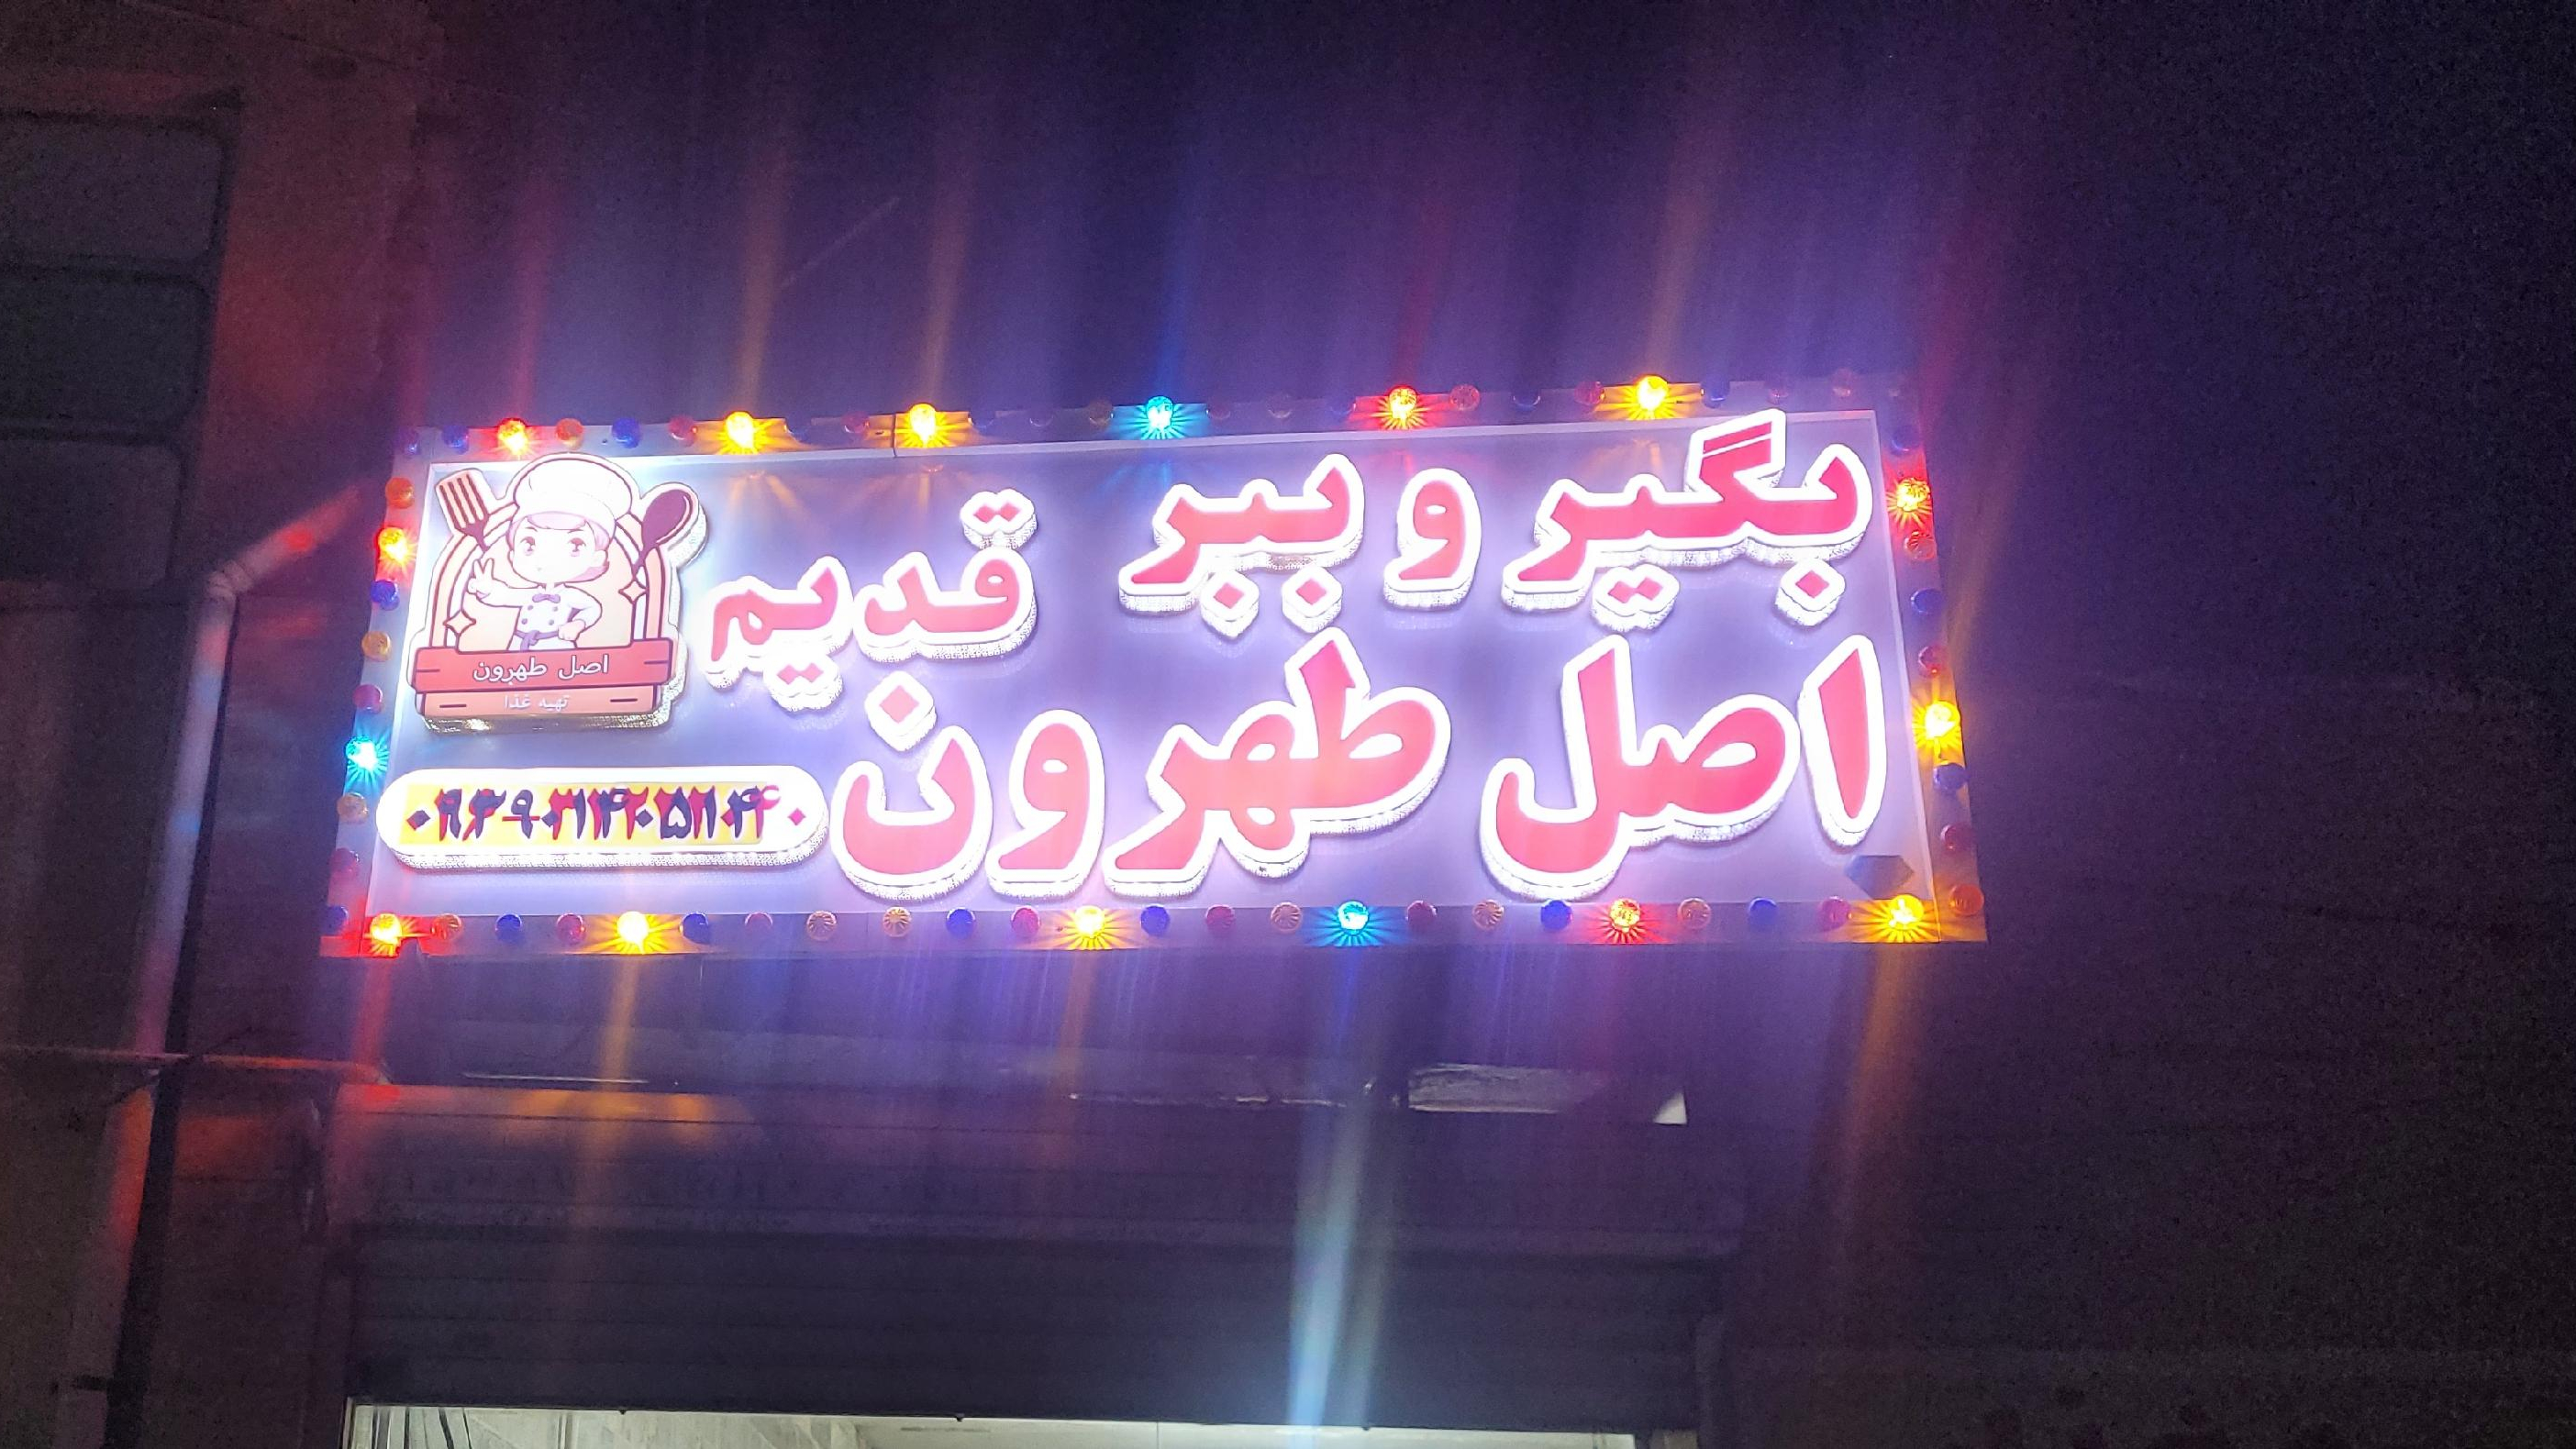 بگیر و ببر قدیم
اصل طهرون
اصل طهرون
تهیه غذا